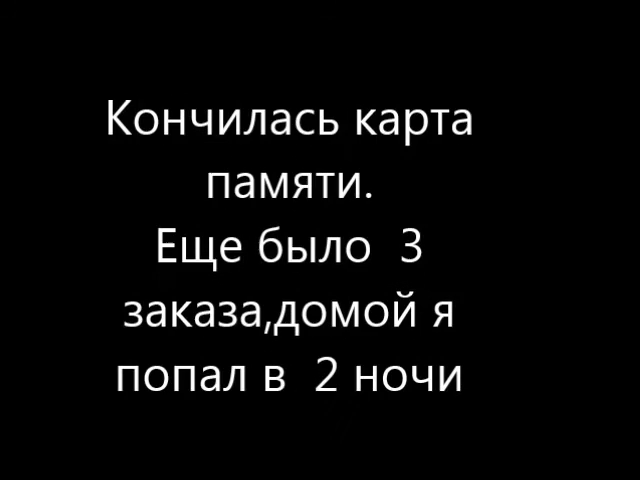 Кончилась карта
памяти.
Еще было  3
заказа,домой я
попал в  2 ночи